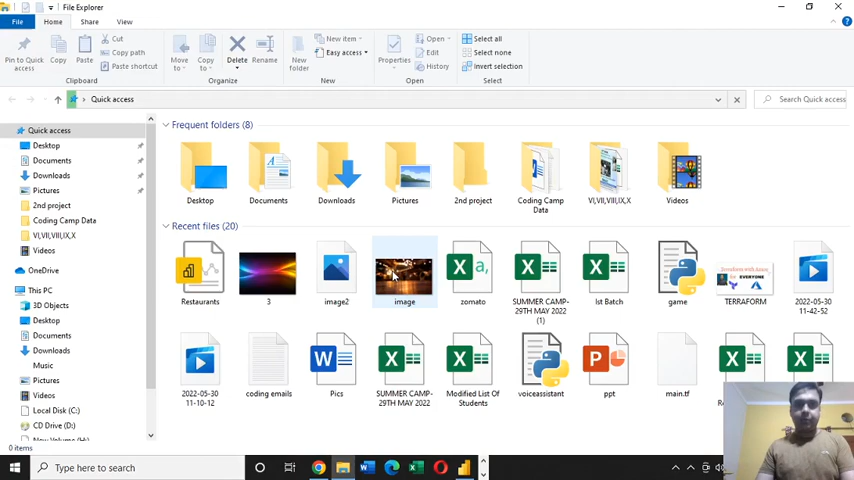 File Explorer
File
Home
Share
View
Pin to Quick access
Copy
Paste
Cut
Copy path
Paste shortcut
Clipboard
Move to
Copy to
Delete
Rename
Organize
New folder
New item
Easy access
New
Properties
Open
Edit
History
Open
Select all
Select none
Invert selection
Select
Quick access
Search Quick access
Quick access
Desktop
Documents
Downloads
Pictures
2nd project
Coding Camp Data
VI,VII,VIII,IX,X
Videos
OneDrive
This PC
3D Objects
Desktop
Documents
Downloads
Music
Pictures
Videos
Local Disk (C:)
CD Drive (D:)
New Volume (H:)
0 items
Frequent folders (8)
Desktop
Documents
Downloads
Pictures
2nd project
Coding Camp Data
VI,VII,VIII,IX,X
Videos
Recent files (20)
Restaurants
3
image2
image
zomato
SUMMER CAMP-29TH MAY 2022 (1)
Ist Batch
game
TERRAFORM
2022-05-30 11-42-52
2022-05-30 11-10-12
coding emails
Pics
SUMMER CAMP-29TH MAY 2022
Modified List Of Students
voiceassistant
ppt
main.tf
Type here to search